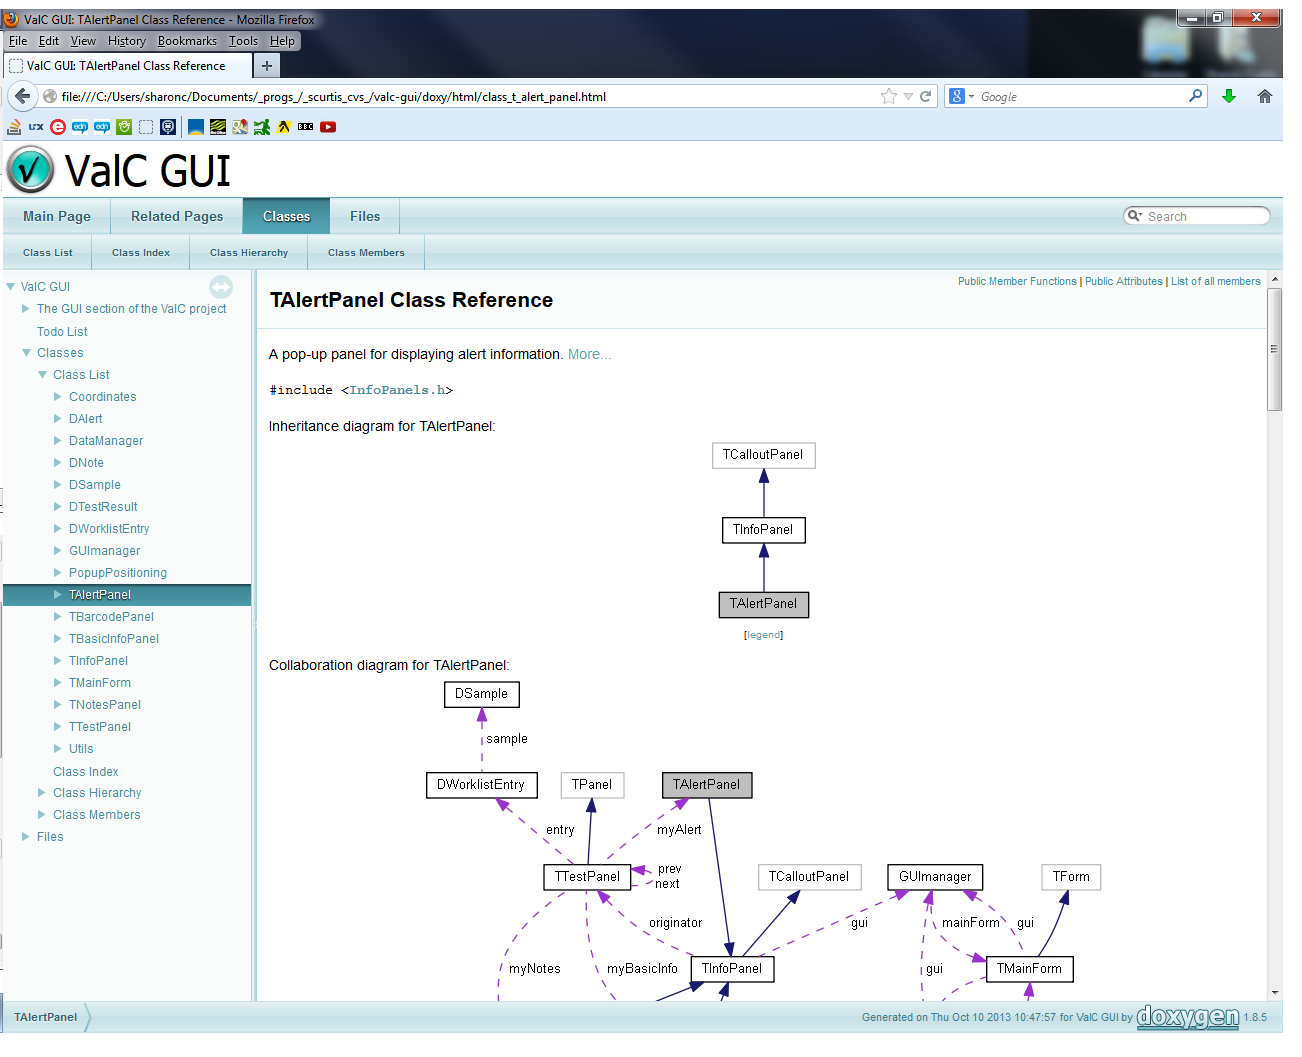 ValC GUI: TAlertPanel Class Reference - Mozilla Firefox
File Edit View History Bookmarks Tools Help
ValC GUI: TAlertPanel Class Reference +
file:///C:/Users/sharonc/Documents/_progs_/_scurtis_cvs_/valc-gui/doxy/html/class_t_alert_panel.html
8 Google
BBC
ValC GUI
Main Page Related Pages Classes Files
Search
Class List Class Index Class Hierarchy Class Members
ValC GUI
The GUI section of the ValC project
Todo List
Classes
Class List
Coordinates
DAlert
DataManager
DNote
DSample
DTestResult
DWorklistEntry
GUImanager
PopupPositioning
TAlertPanel
TBarcodePanel
TBasicInfoPanel
TInfoPanel
TMainForm
TNotesPanel
TTestPanel
Utils
Class Index
Class Hierarchy
Class Members
Files
Public Member Functions | Public Attributes | List of all members
TAlertPanel Class Reference
A pop-up panel for displaying alert information. More...
#include <InfoPanels.h>
Inheritance diagram for TAlertPanel:
TCalloutPanel
TInfoPanel
TAlertPanel
[legend]
Collaboration diagram for TAlertPanel:
DSample
sample
DWorklistEntry TPanel TAlertPanel
entry myAlert
TTestPanel prev next TCalloutPanel GUImanager TForm
originator gui mainForm gui
myNotes myBasicInfo TInfoPanel gui TMainForm
TAlertPanel
Generated on Thu Oct 10 2013 10:47:57 for ValC GUI by doxygen 1.8.5